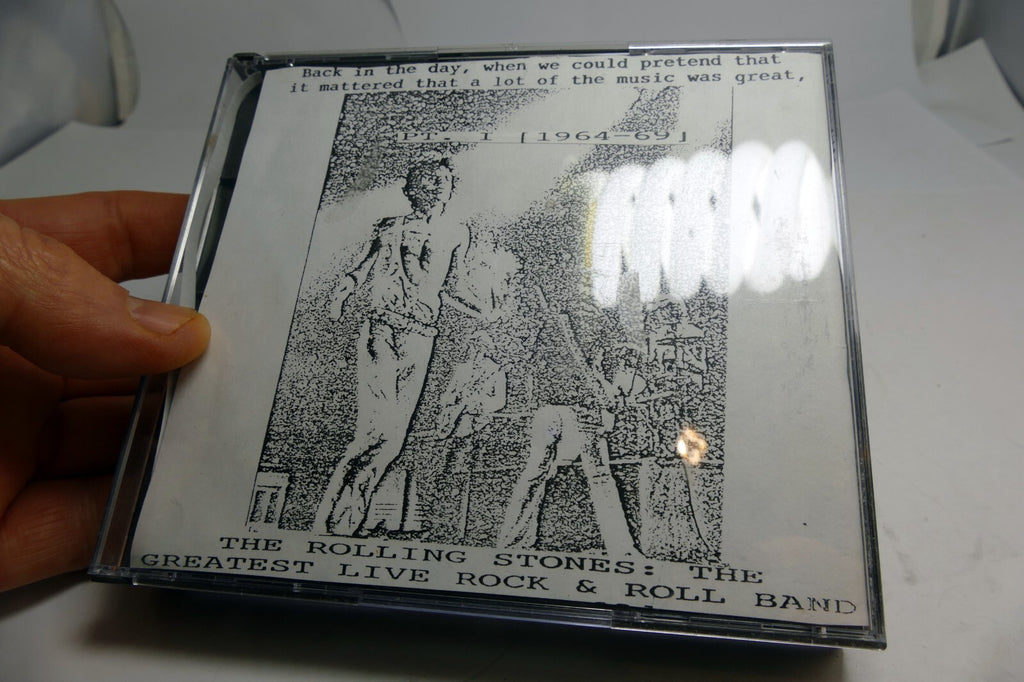 Back in the day, when we could pretend that
it mattered that a lot of the music was great,
PT. 1 [1964-69]
THE ROLLING STONES: THE
GREATEST LIVE ROCK & ROLL BAND